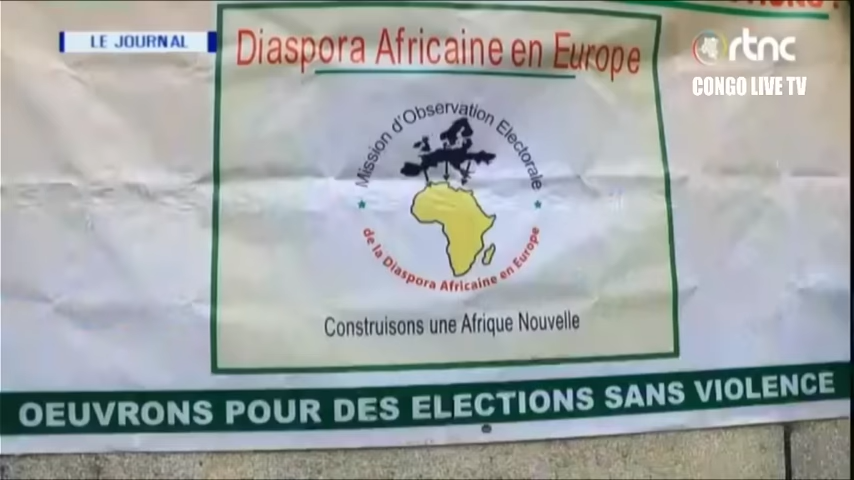 LE JOURNAL
rtnc
CONGO LIVE TV
Diaspora Africaine en Europe
Mission d'Observation Electorale
de la Diaspora Africaine en Europe
Construisons une Afrique Nouvelle
OEUVRONS POUR DES ELECTIONS SANS VIOLENCE